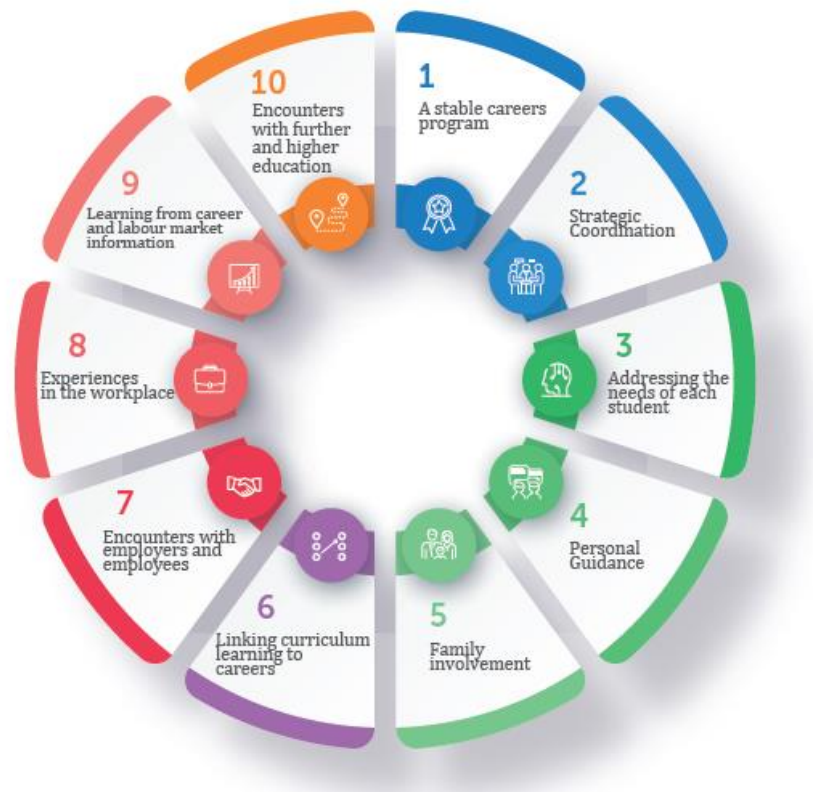 1
A stable careers
program
2
Strategic
Coordination
3
Addressing the
needs of each
student
4
Personal
Guidance
5
Family
involvement
6
Linking curriculum
learning to
careers
7
Encounters with
employers and
employees
8
Experiences
in the workplace
9
Learning from career
and labour market
information
10
Encounters
with further
and higher
education